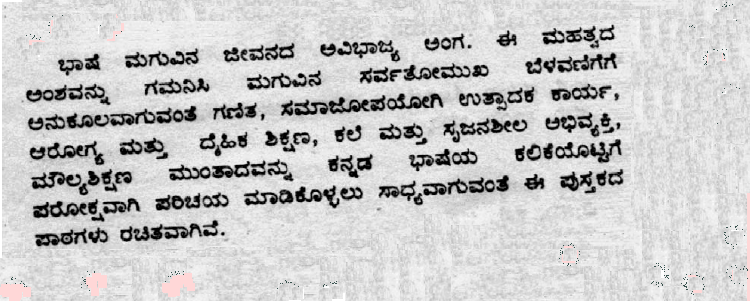 ಭಾಷೆ ಮಗುವಿನ ಜೀವನದ ಅವಿಭಾಜ್ಯ ಅಂಗ. ಈ ಮಹತ್ವದ
ಅಂಶವನ್ನು ಗಮನಿಸಿ ಮಗುವಿನ ಸರ್ವತೋಮುಖ ಬೆಳವಣಿಗೆಗೆ
ಅನುಕೂಲವಾಗುವಂತೆ ಗಣಿತ, ಸಮಾಜೋಪಯೋಗಿ ಉತ್ಪಾದಕ ಕಾರ್ಯ,
ಆರೋಗ್ಯ ಮತ್ತು ದೈಹಿಕ ಶಿಕ್ಷಣ, ಕಲೆ ಮತ್ತು ಸೃಜನಶೀಲ ಅಭಿವ್ಯಕ್ತಿ,
ಮೌಲ್ಯಶಿಕ್ಷಣ ಮುಂತಾದವನ್ನು ಕನ್ನಡ ಭಾಷೆಯ ಕಲಿಕೆಯೊಟ್ಟಿಗೆ
ಪರೋಕ್ಷವಾಗಿ ಪರಿಚಯ ಮಾಡಿಕೊಳ್ಳಲು ಸಾಧ್ಯವಾಗುವಂತೆ ಈ ಪುಸ್ತಕದ
ಪಾಠಗಳು ರಚಿತವಾಗಿವೆ.